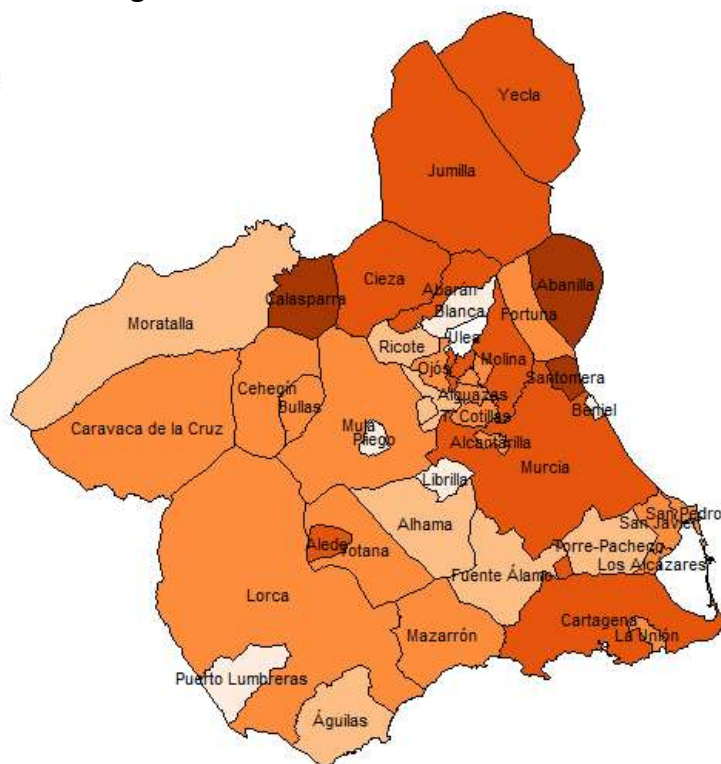 Yecla
Jumilla
Cieza
Abarán
Abanilla
Calasparra
Blanca
Fortuna
Moratalla
Ulea
Ricote
Molina
Ojós
Santomera
Cehegín
Alguazas
Bullas
Beniel
Caravaca de la Cruz
T. Cotillas
Mula
Pliego
Alcantarilla
Murcia
Librilla
San Pedro
Alhama
San Javier
Aledo
Totana
Torre-Pacheco
Los Alcázares
Fuente Álamo
Lorca
Cartagena
Mazarrón
La Unión
Puerto Lumbreras
Águilas